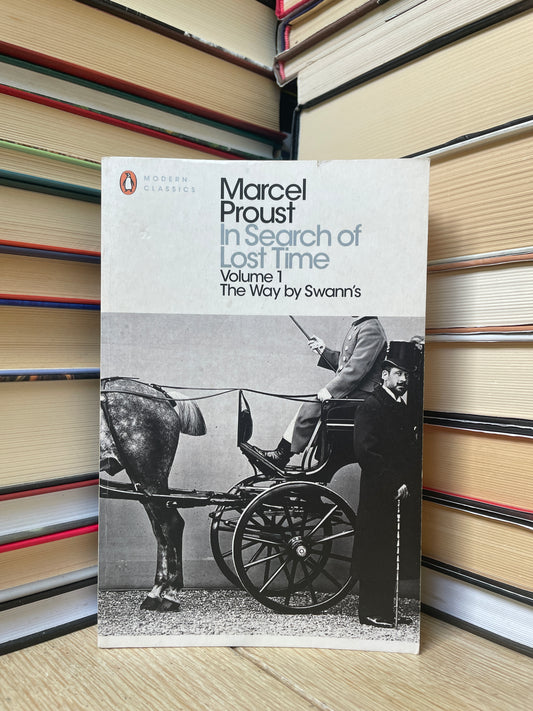 MODERN
CLASSICS
Marcel
Proust
In Search of
Lost Time
Volume 1
The Way by Swann's